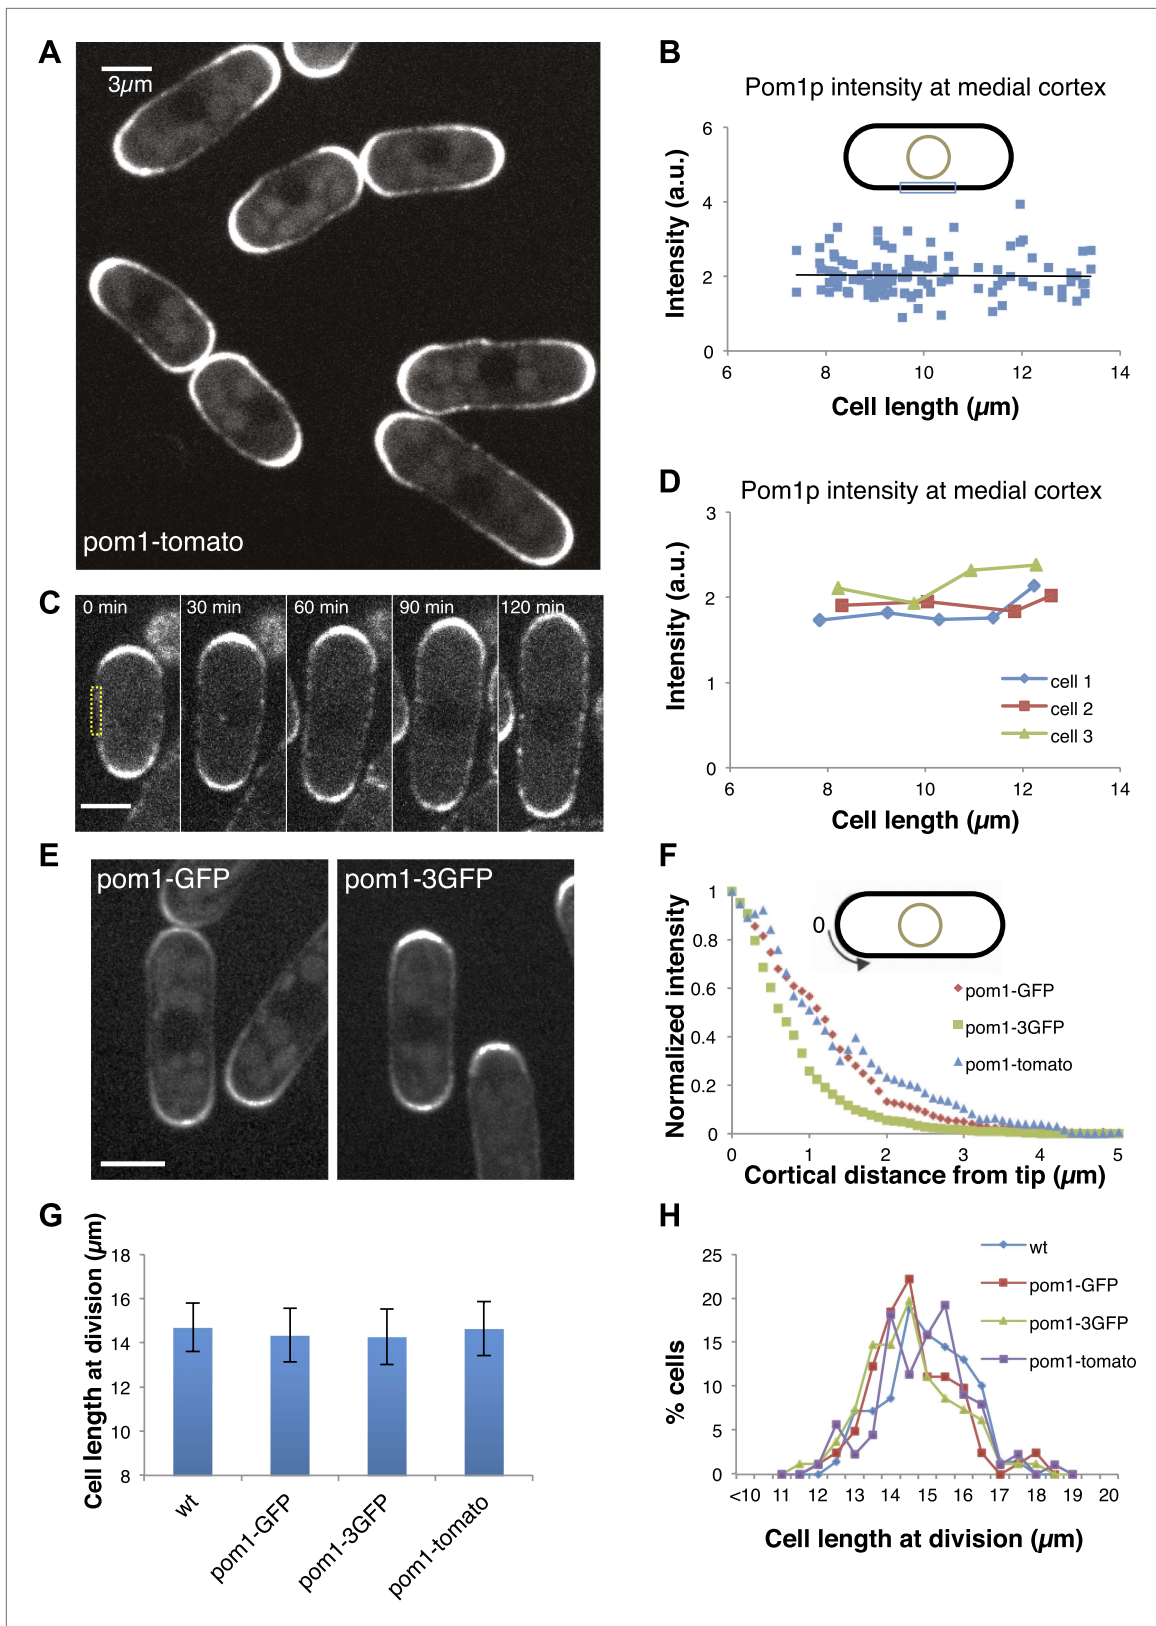 A
3μm
pom1-tomato
B
Pom1p intensity at medial cortex
Intensity (a.u.)
6
4
2
0
6 8 10 12 14
Cell length (μm)
C
0 min 30 min 60 min 90 min 120 min
D
Pom1p intensity at medial cortex
Intensity (a.u.)
3
2
1
0
cell 1
cell 2
cell 3
6 8 10 12 14
Cell length (μm)
E
pom1-GFP
pom1-3GFP
F
Normalized intensity
1
0.8
0.6
0.4
0.2
0
0
pom1-GFP
pom1-3GFP
pom1-tomato
0 1 2 3 4 5
Cortical distance from tip (μm)
G
Cell length at division (μm)
18
16
14
12
10
8
wt
pom1-GFP
pom1-3GFP
pom1-tomato
H
% cells
25
20
15
10
5
0
wt
pom1-GFP
pom1-3GFP
pom1-tomato
<10 11 12 13 14 15 16 17 18 19 20
Cell length at division (μm)